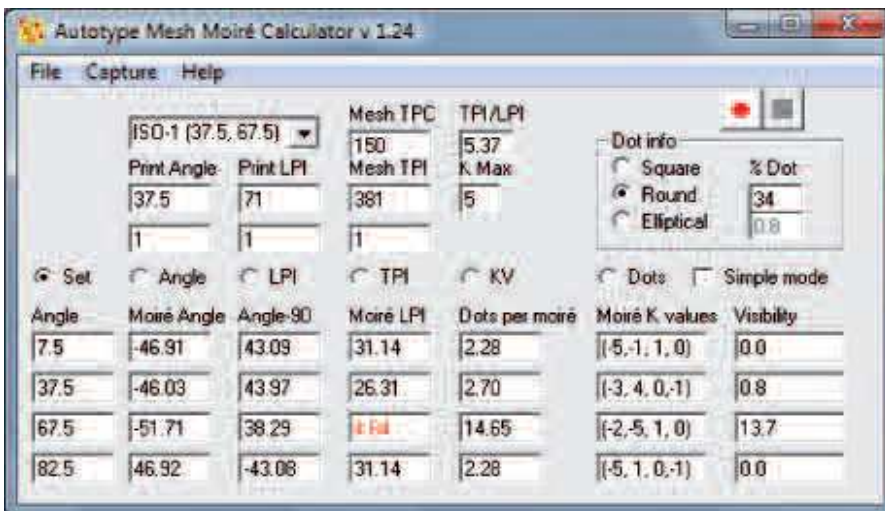 Autotype Mesh Moiré Calculator v 1.24
File Capture Help
ISO-1 (37.5, 67.5) Mesh TPC TPI/LPI
150 5.37 Dot info
Print Angle Print LPI Mesh TPI K Max Square % Dot
37.5 71 381 5 Round 34
1 1 1 Elliptical 0.8
Set Angle LPI TPI KV Dots Simple mode
Angle Moiré Angle Angle-90 Moiré LPI Dots per moiré Moiré K values Visibility
7.5 -46.91 43.09 31.14 2.28 (-5,-1, 1, 0) 0.0
37.5 -46.03 43.97 26.31 2.70 (-3, 4, 0,-1) 0.8
67.5 -51.71 38.29 14.65 (-2,-5, 1, 0) 13.7
82.5 46.92 -43.08 31.14 2.28 (-5, 1, 0,-1) 0.0